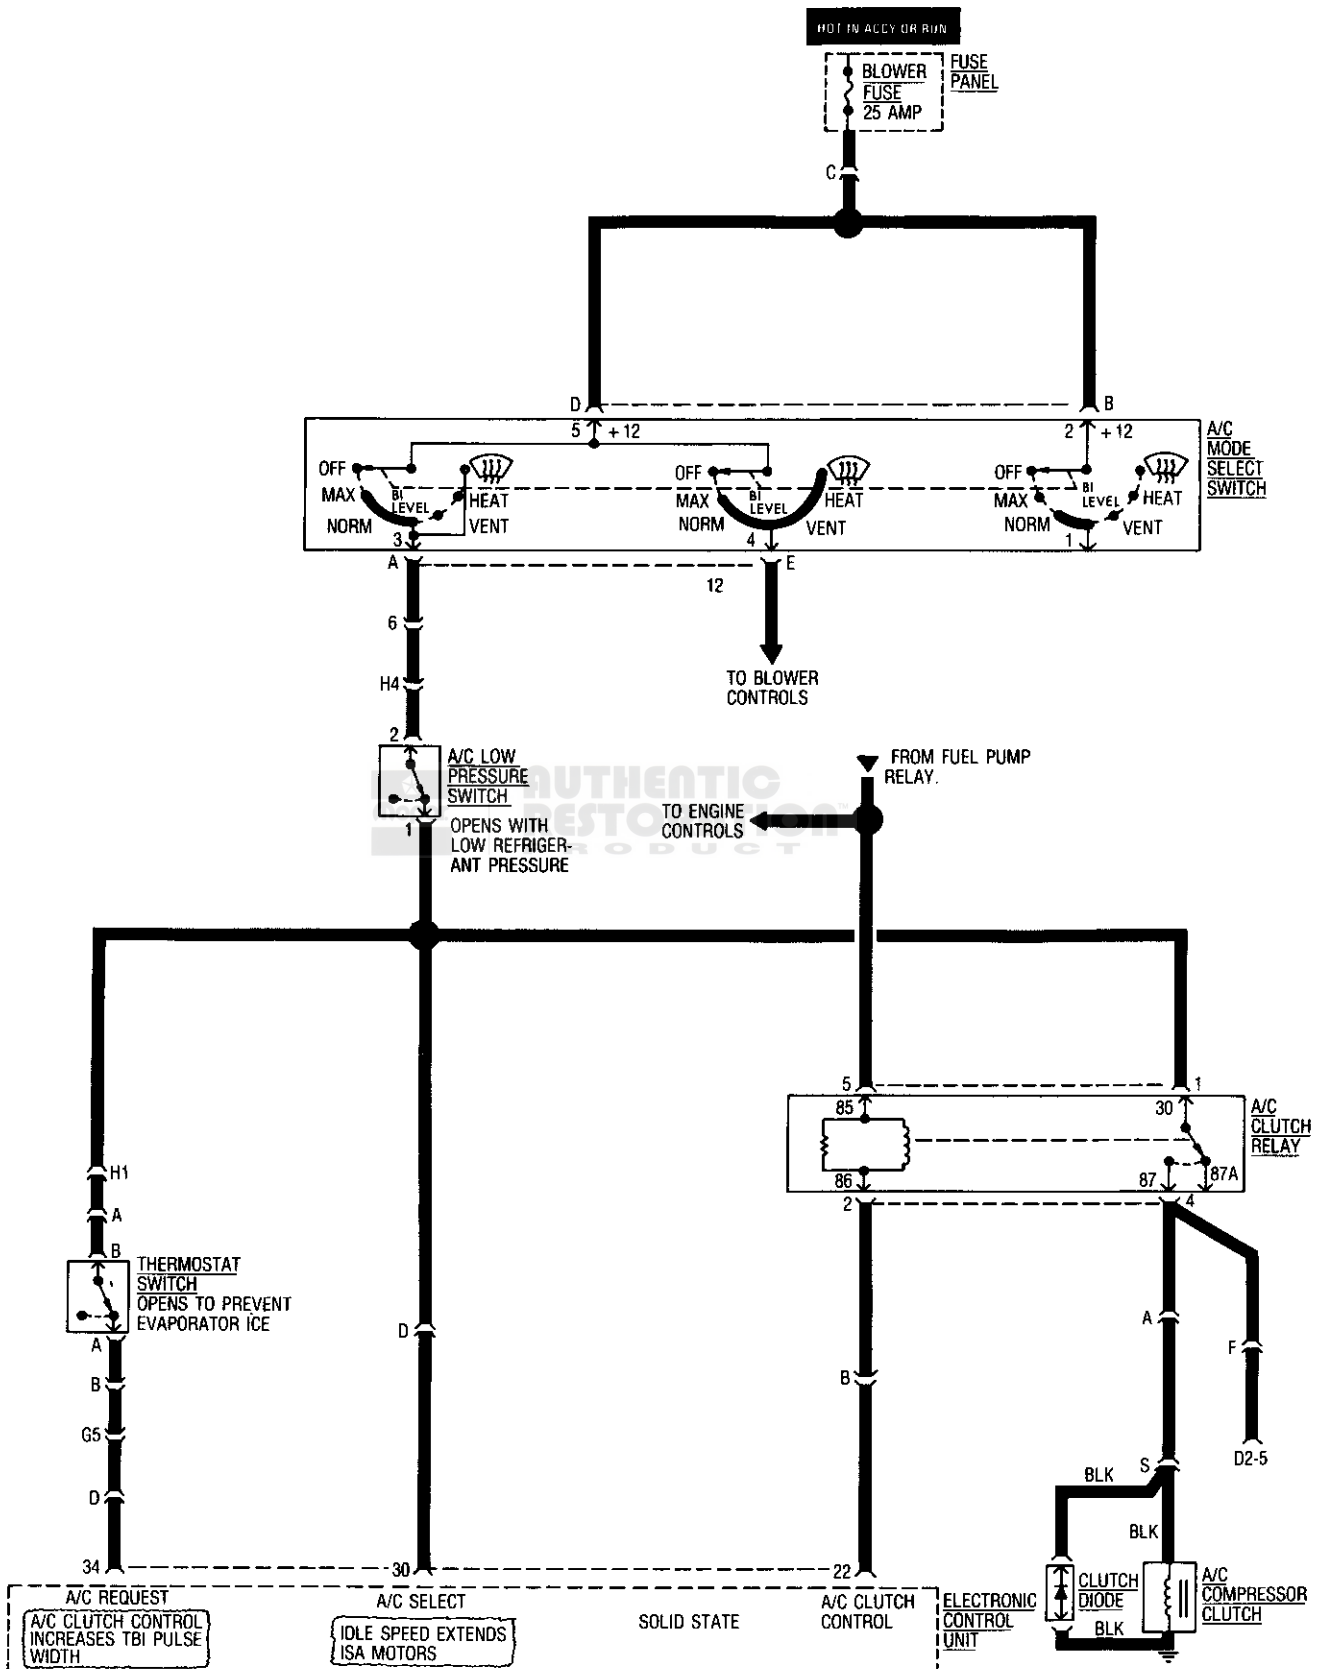 HOT IN ACCY OR RUN
BLOWER
FUSE
25 AMP
FUSE
PANEL
C
D
B
5
+ 12
2
+ 12
A/C
MODE
SELECT
SWITCH
OFF
MAX
NORM
BI
LEVEL
HEAT
VENT
OFF
MAX
NORM
BI
LEVEL
HEAT
VENT
OFF
MAX
NORM
BI
LEVEL
HEAT
VENT
3
4
1
A
E
12
6
H4
TO BLOWER
CONTROLS
2
A/C LOW
PRESSURE
SWITCH
1
OPENS WITH
LOW REFRIGER-
ANT PRESSURE
FROM FUEL PUMP
RELAY.
TO ENGINE
CONTROLS
AUTHENTIC
RESTORATION™
PRODUCT
5
1
85
30
A/C
CLUTCH
RELAY
86
87
87A
2
4
H1
A
B
THERMOSTAT
SWITCH
OPENS TO PREVENT
EVAPORATOR ICE
A
B
G5
D
D
B
A
F
D2-5
S
BLK
BLK
34
30
22
A/C REQUEST
A/C CLUTCH CONTROL
INCREASES TBI PULSE
WIDTH
A/C SELECT
IDLE SPEED EXTENDS
ISA MOTORS
SOLID STATE
A/C CLUTCH
CONTROL
ELECTRONIC
CONTROL
UNIT
CLUTCH
DIODE
BLK
A/C
COMPRESSOR
CLUTCH